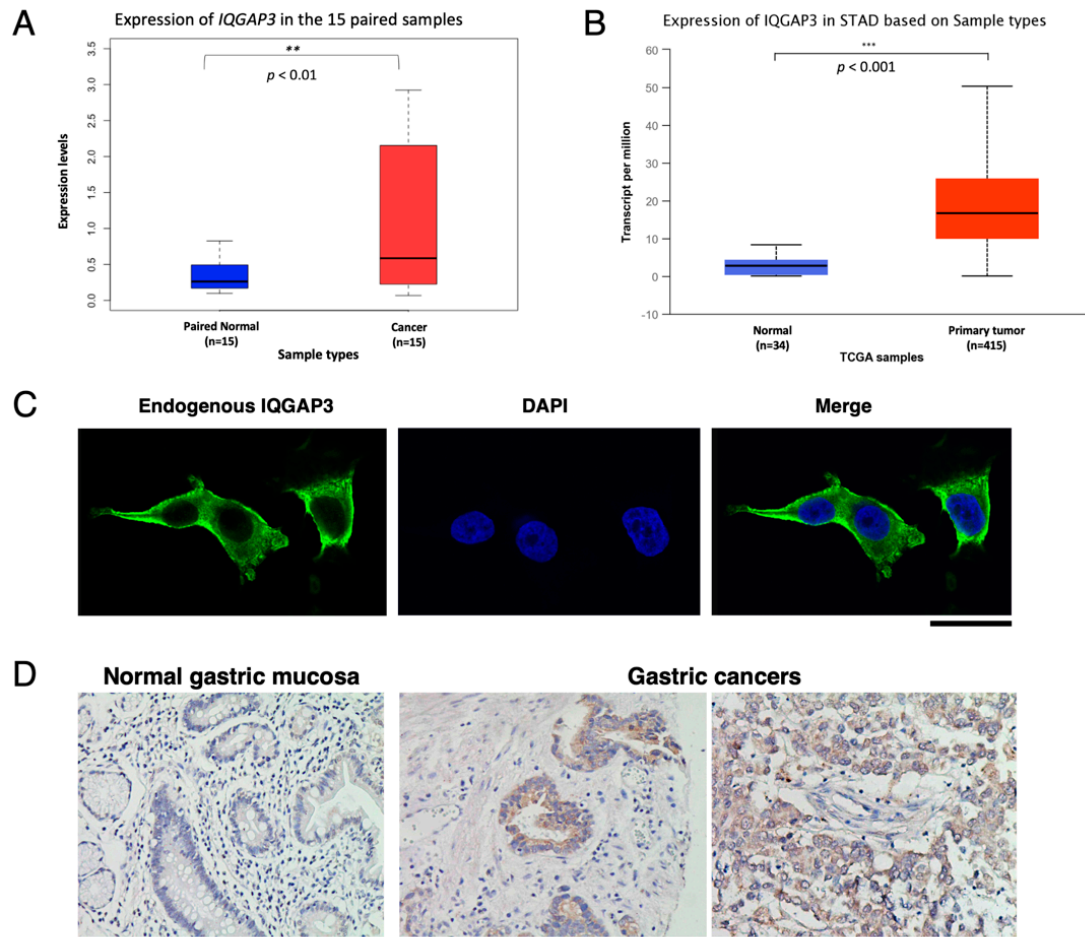 A
Expression of IQGAP3 in the 15 paired samples
**
p < 0.01
3.5
3.0
2.5
2.0
1.5
1.0
0.5
0.0
Expression levels
Paired Normal
(n=15)
Cancer
(n=15)
Sample types
B
Expression of IQGAP3 in STAD based on Sample types
***
p < 0.001
60
50
40
30
20
10
0
-10
Transcript per million
Normal
(n=34)
Primary tumor
(n=415)
TCGA samples
C
Endogenous IQGAP3
DAPI
Merge
D
Normal gastric mucosa
Gastric cancers